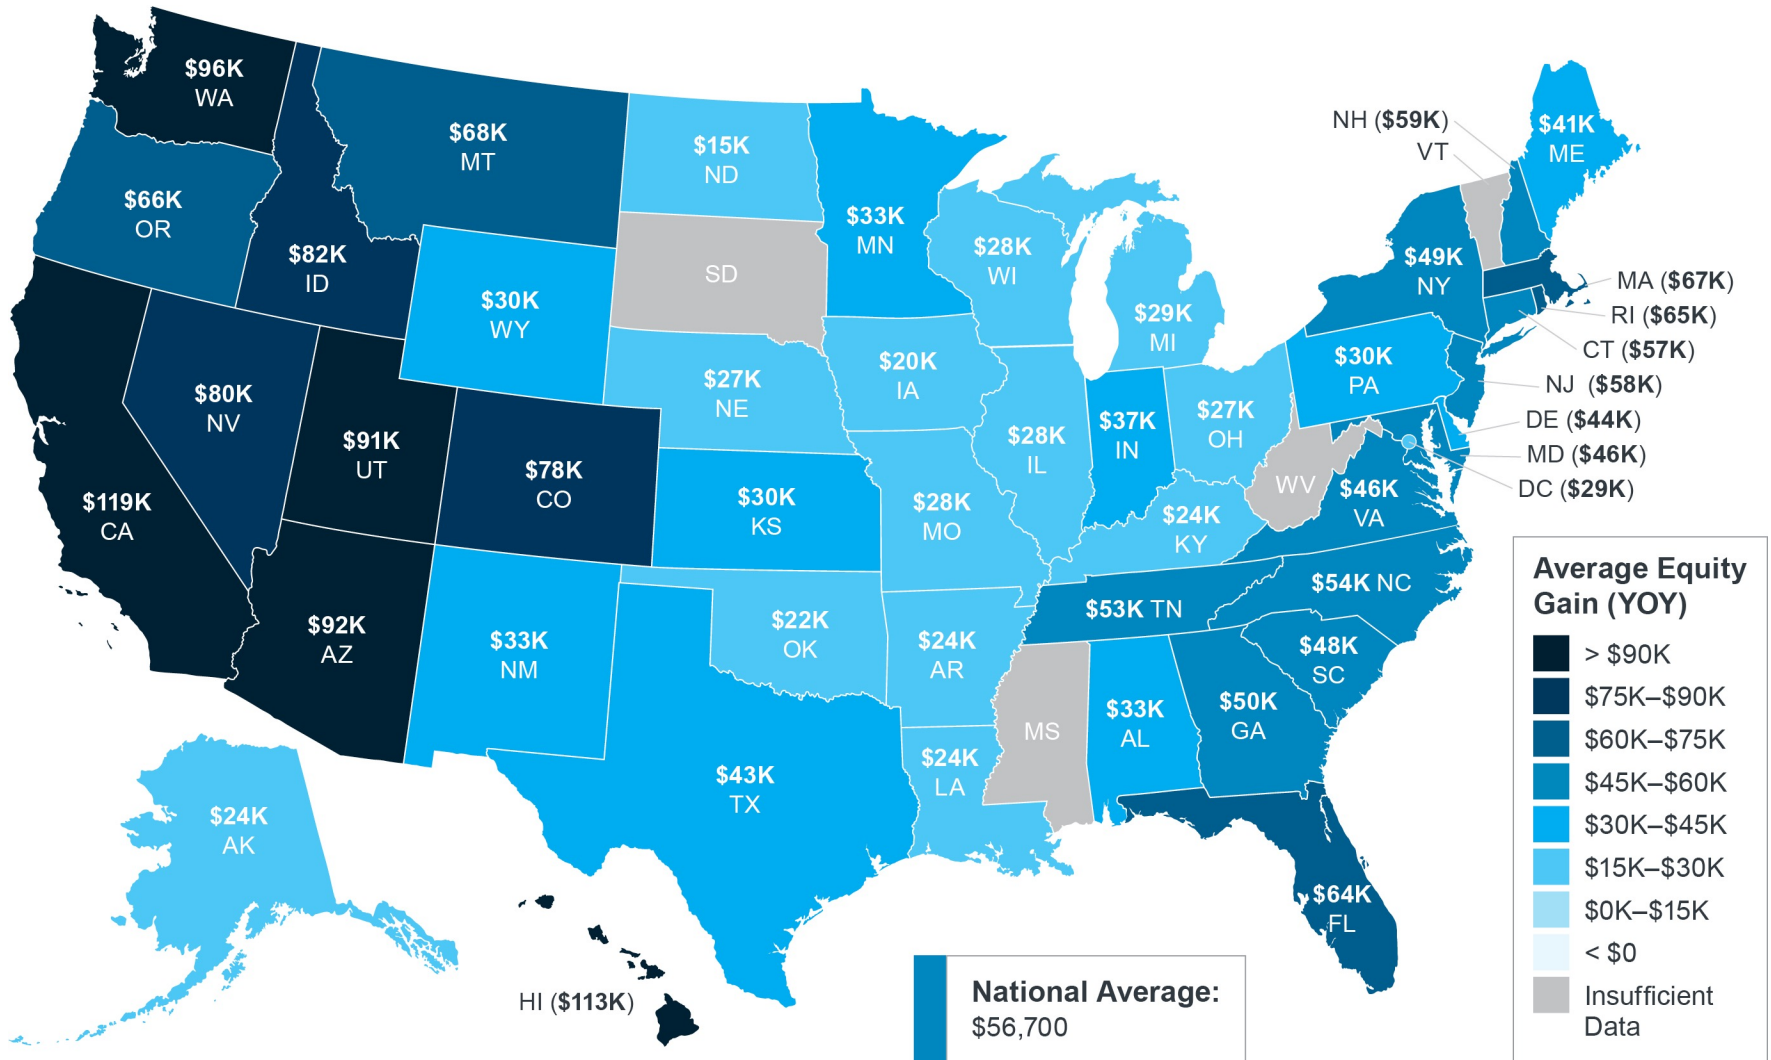 $96K
WA
$68K
MT
$15K
ND
$33K
MN
$28K
WI
$29K
MI
NH ($59K)
VT
$41K
ME
$66K
OR
$82K
ID
$30K
WY
SD
$49K
NY
MA ($67K)
RI ($65K)
CT ($57K)
NJ ($58K)
DE ($44K)
MD ($46K)
DC ($29K)
$119K
CA
$80K
NV
$91K
UT
$78K
CO
$27K
NE
$20K
IA
$28K
IL
$37K
IN
$27K
OH
$30K
PA
WV
$46K
VA
$30K
KS
$28K
MO
$24K
KY
$92K
AZ
$33K
NM
$22K
OK
$24K
AR
$53K TN
$54K NC
$48K
SC
$43K
TX
$24K
LA
MS
$33K
AL
$50K
GA
$64K
FL
$24K
AK
HI ($113K)
National Average:
$56,700
Average Equity
Gain (YOY)
> $90K
$75K–$90K
$60K–$75K
$45K–$60K
$30K–$45K
$15K–$30K
$0K–$15K
< $0
Insufficient
Data